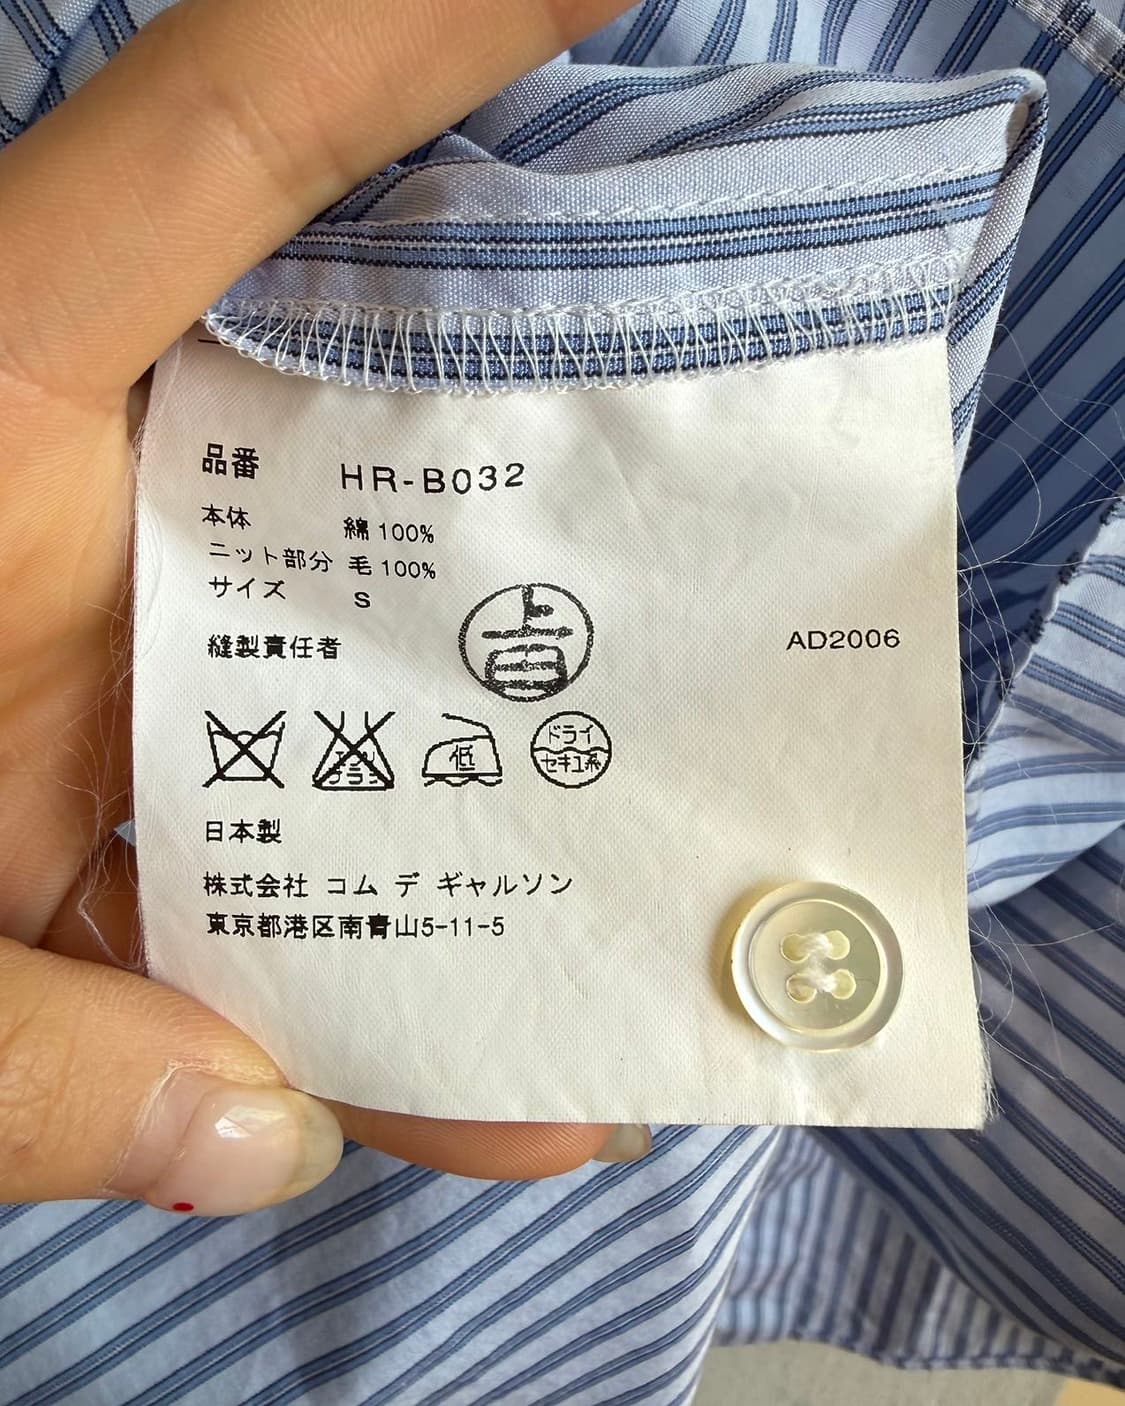 品番 HR-B032
本体 綿 100%
ニット部分 毛 100%
サイズ S
縫製責任者
AD2006
低
ドライ
セキユ系
日本製
株式会社 コム デ ギャルソン
東京都港区南青山5-11-5